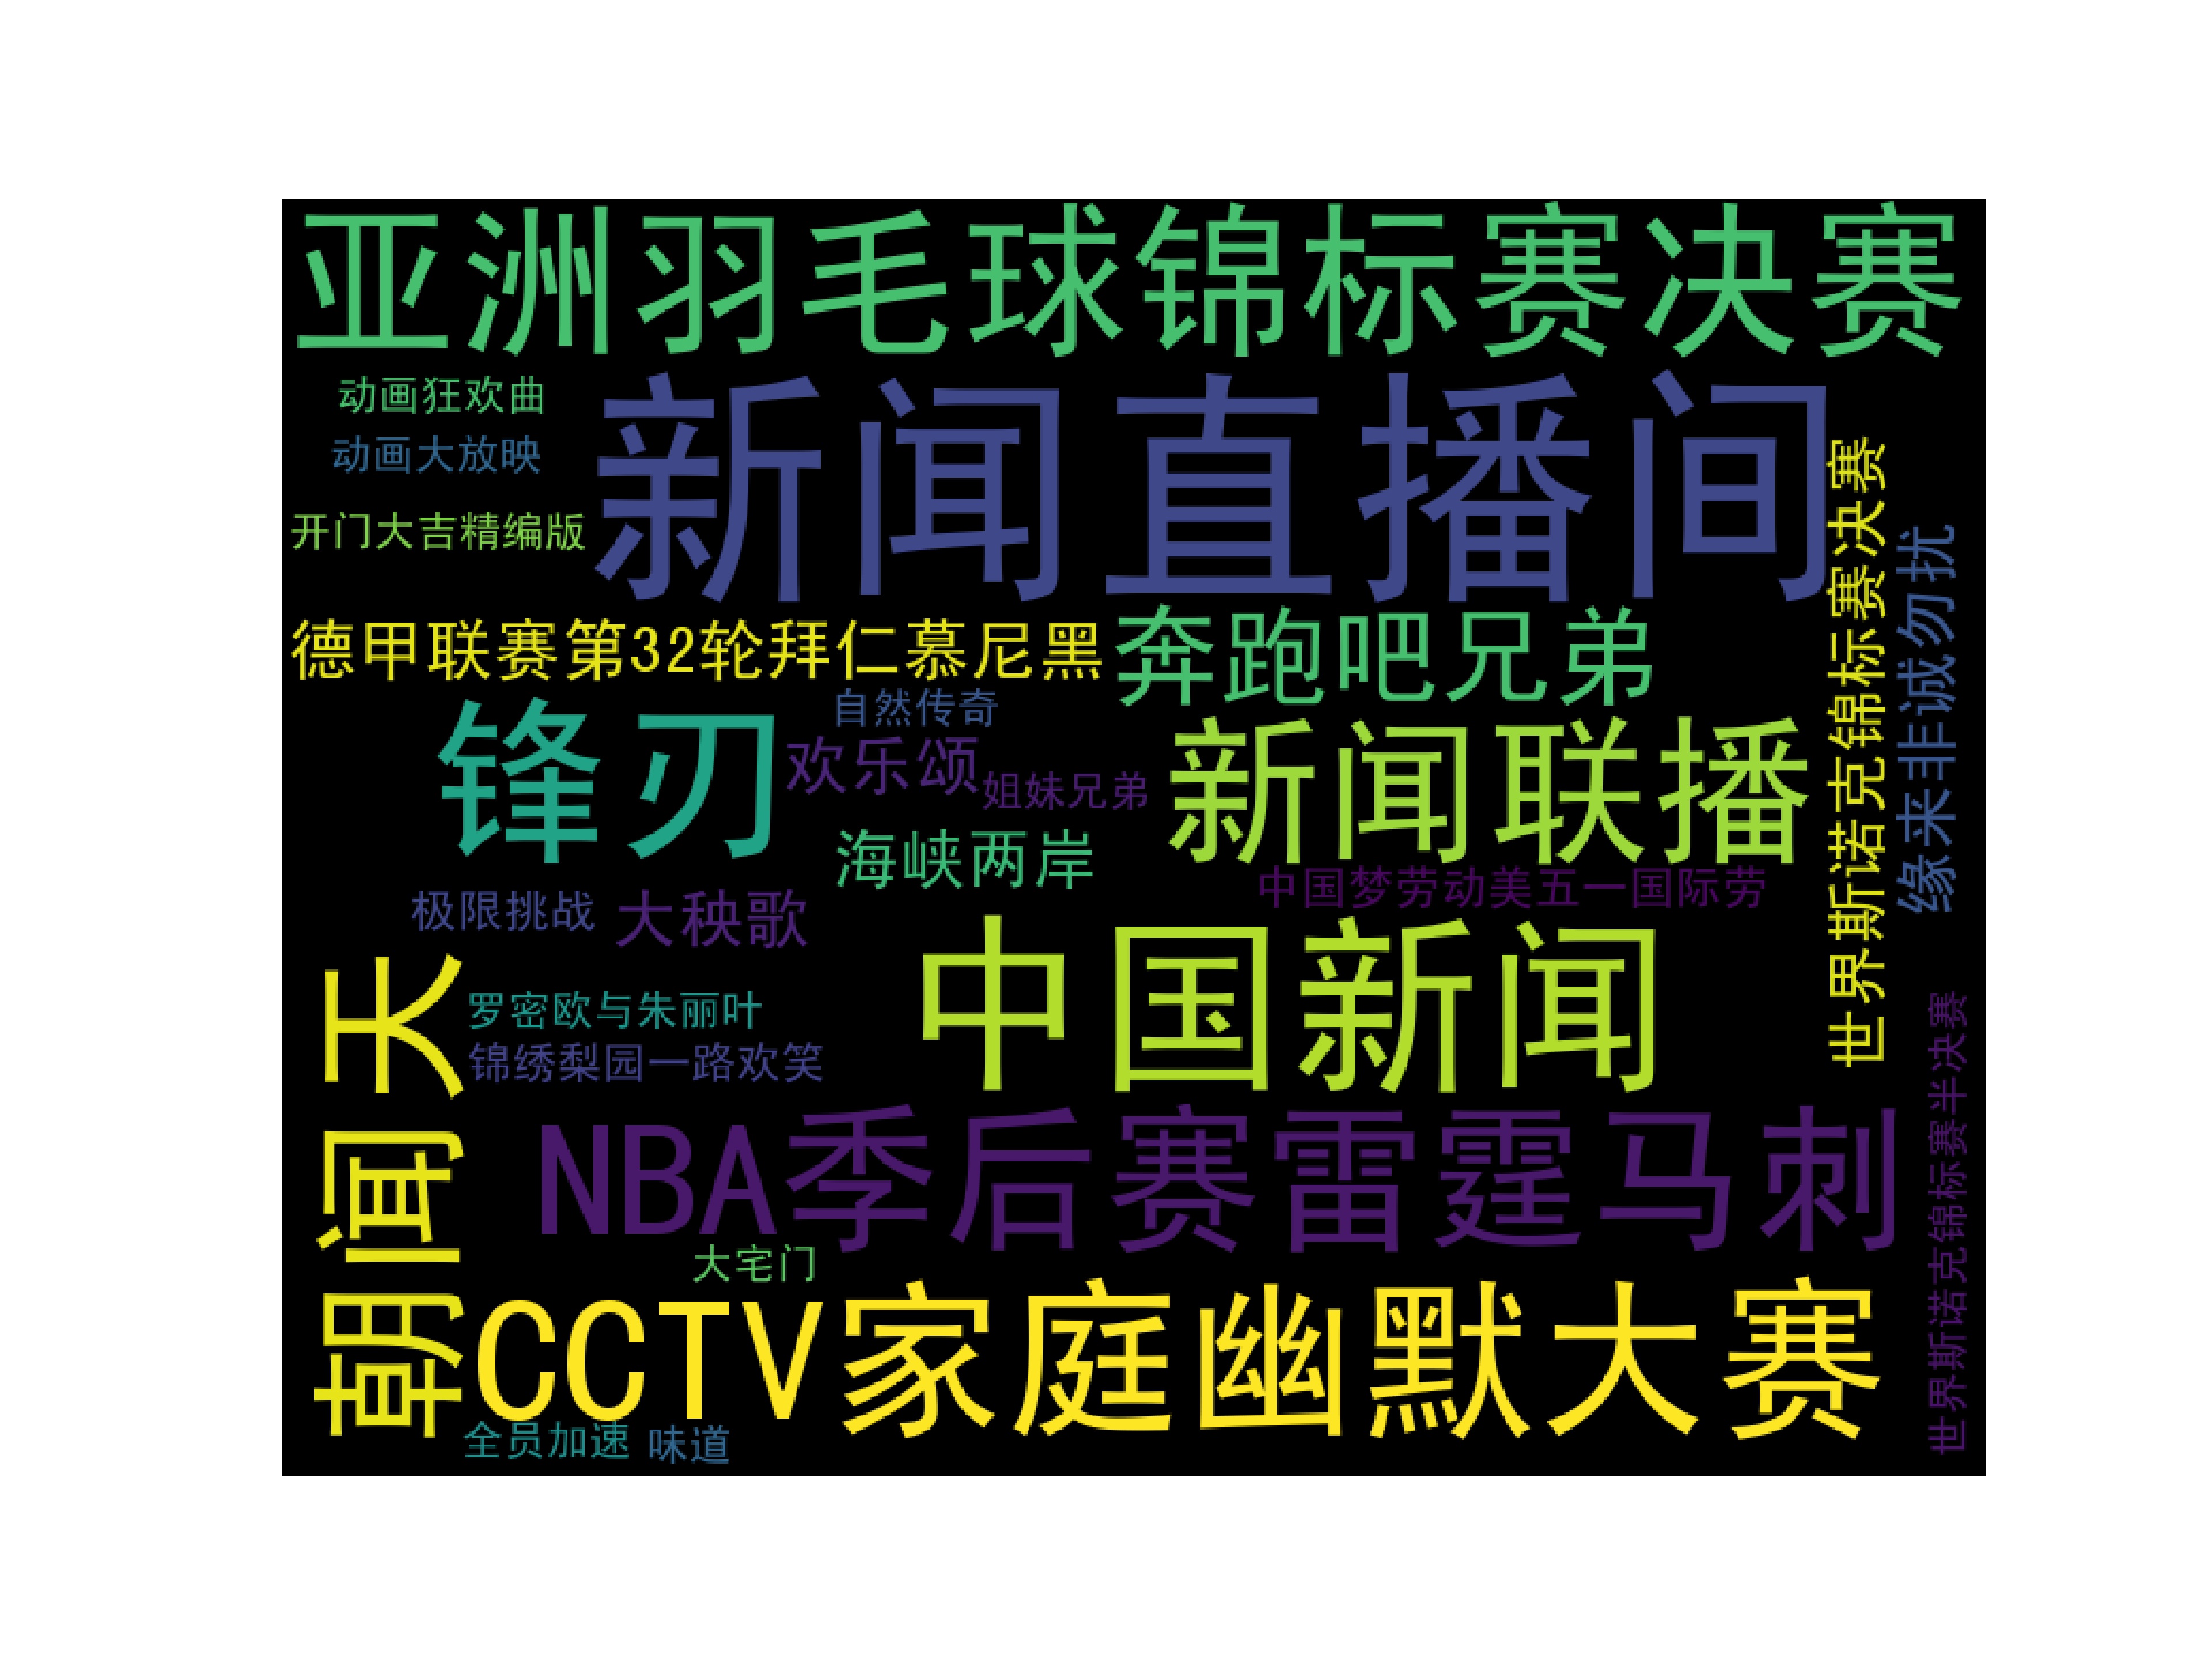 亚洲羽毛球锦标赛决赛
动画狂欢曲
新闻直播间
动画大放映
开门大吉精编版
世界斯诺克锦标赛决赛
缘来非诚勿扰
德甲联赛第32轮拜仁慕尼黑
奔跑吧兄弟
锋刃
自然传奇
欢乐颂
姐妹兄弟
新闻联播
海峡两岸
中国梦劳动美五一国际劳
极限挑战
大秧歌
中国新闻
朝闻天
罗密欧与朱丽叶
锦绣梨园一路欢笑
世界斯诺克锦标赛半决赛
NBA季后赛雷霆马刺
大宅门
CCTV家庭幽默大赛
全员加速
味道